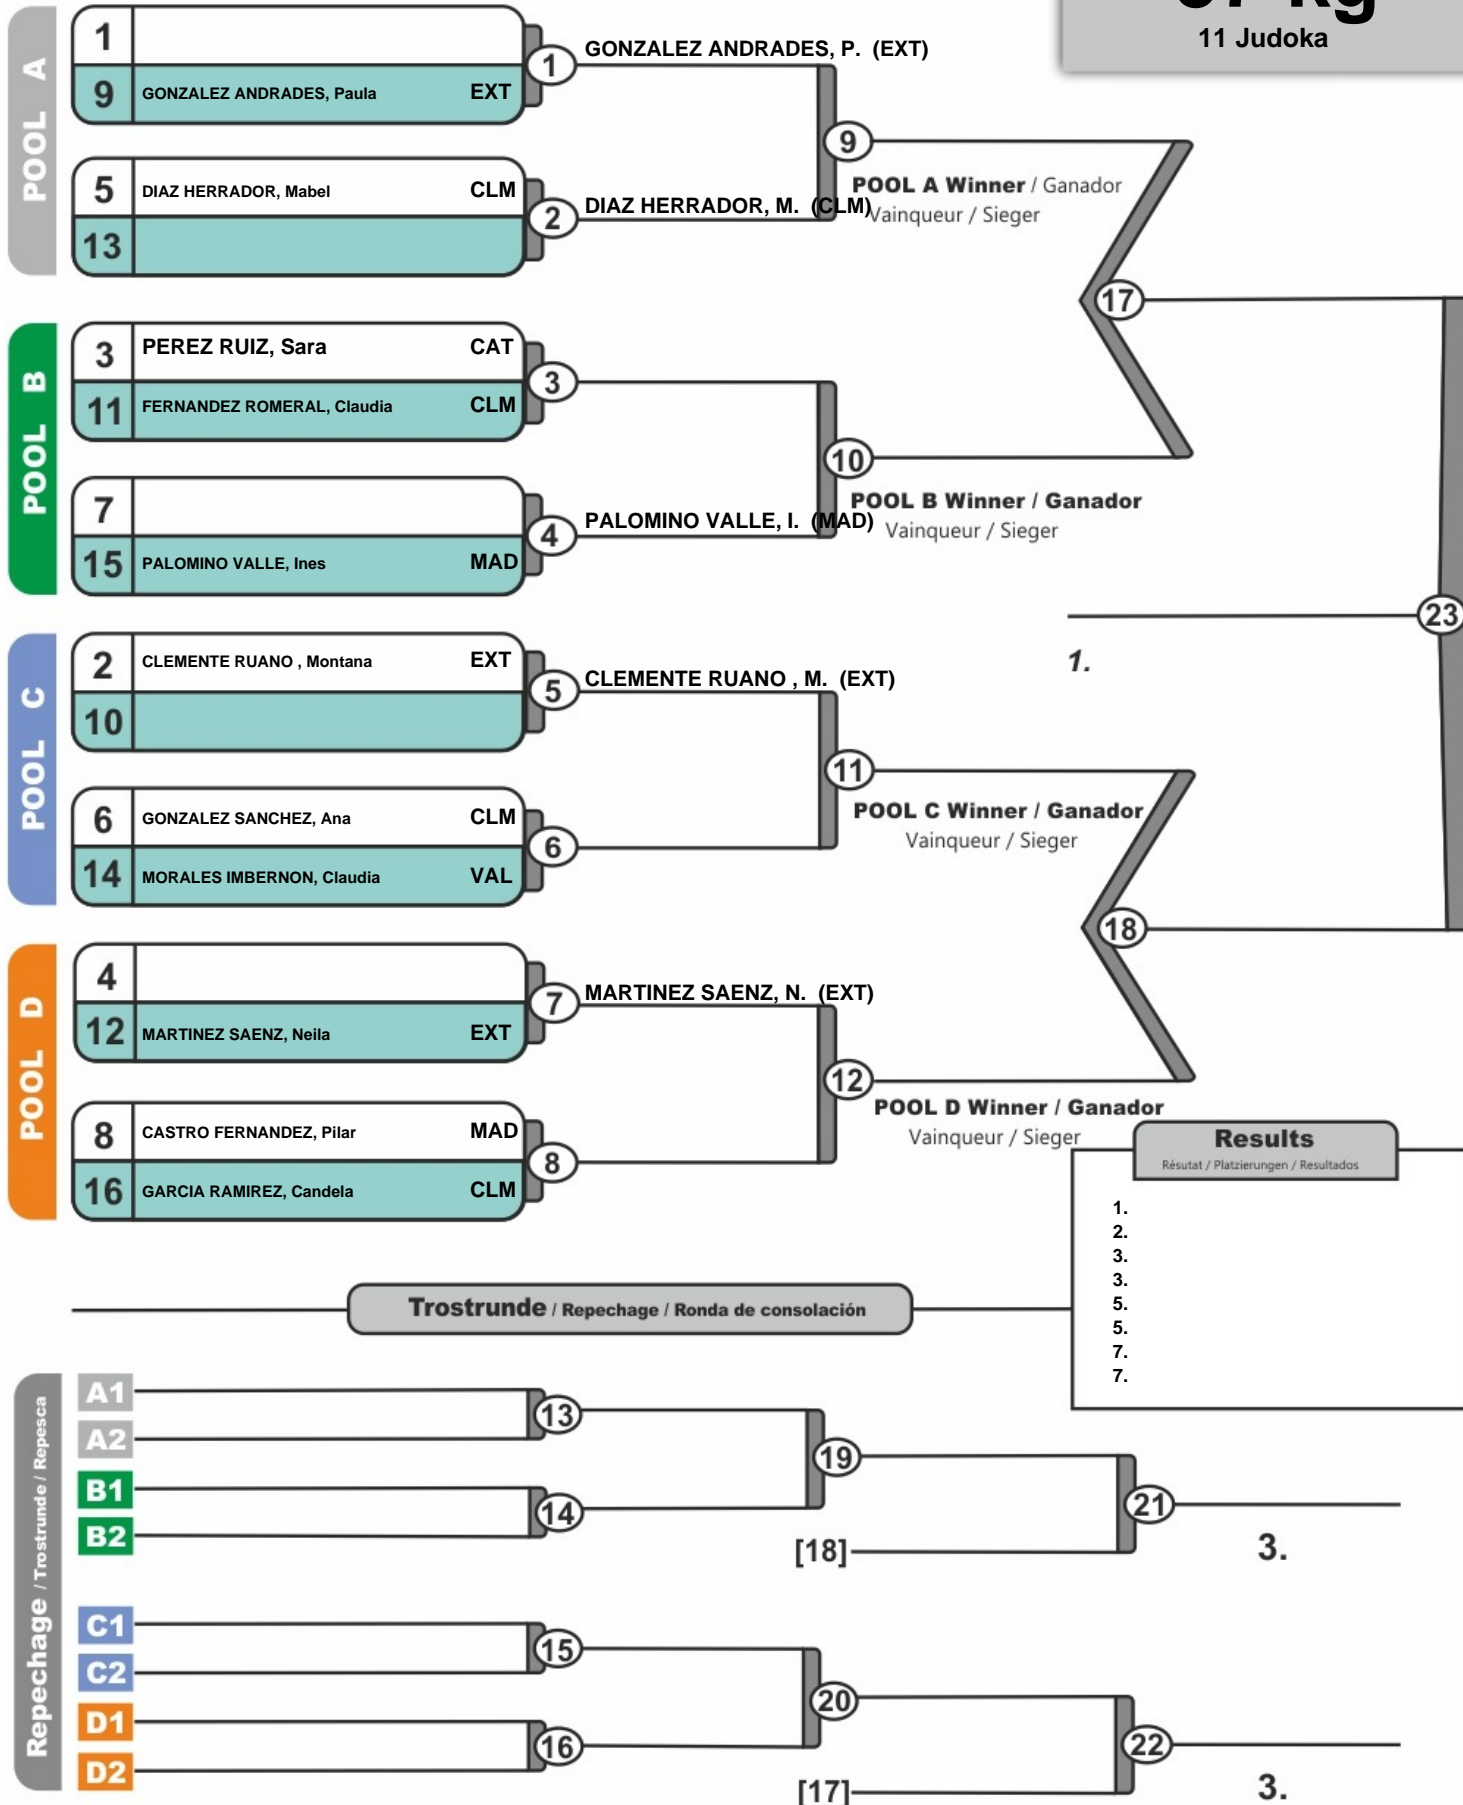 11 Judoka
POOL A
1
9 GONZALEZ ANDRADES, Paula EXT
1
GONZALEZ ANDRADES, P. (EXT)
5 DIAZ HERRADOR, Mabel CLM
13
2
DIAZ HERRADOR, M. (CLM)
9
POOL A Winner / Ganador
Vainqueur / Sieger
POOL B
3 PEREZ RUIZ, Sara CAT
11 FERNANDEZ ROMERAL, Claudia CLM
3
7
15 PALOMINO VALLE, Ines MAD
4
PALOMINO VALLE, I. (MAD)
10
POOL B Winner / Ganador
Vainqueur / Sieger
17
23
1.
POOL C
2 CLEMENTE RUANO , Montana EXT
10
5
CLEMENTE RUANO , M. (EXT)
6 GONZALEZ SANCHEZ, Ana CLM
14 MORALES IMBERNON, Claudia VAL
6
11
POOL C Winner / Ganador
Vainqueur / Sieger
18
POOL D
4
12 MARTINEZ SAENZ, Neila EXT
7
MARTINEZ SAENZ, N. (EXT)
8 CASTRO FERNANDEZ, Pilar MAD
16 GARCIA RAMIREZ, Candela CLM
8
12
POOL D Winner / Ganador
Vainqueur / Sieger
Results
Résutat / Platzierungen / Resultados
1.
2.
3.
3.
5.
5.
7.
7.
Trostrunde / Repechage / Ronda de consolación
Repechage / Trostrunde / Repesca
A1
A2
13
B1
B2
14
19
[18]
21
3.
C1
C2
15
D1
D2
16
20
[17]
22
3.